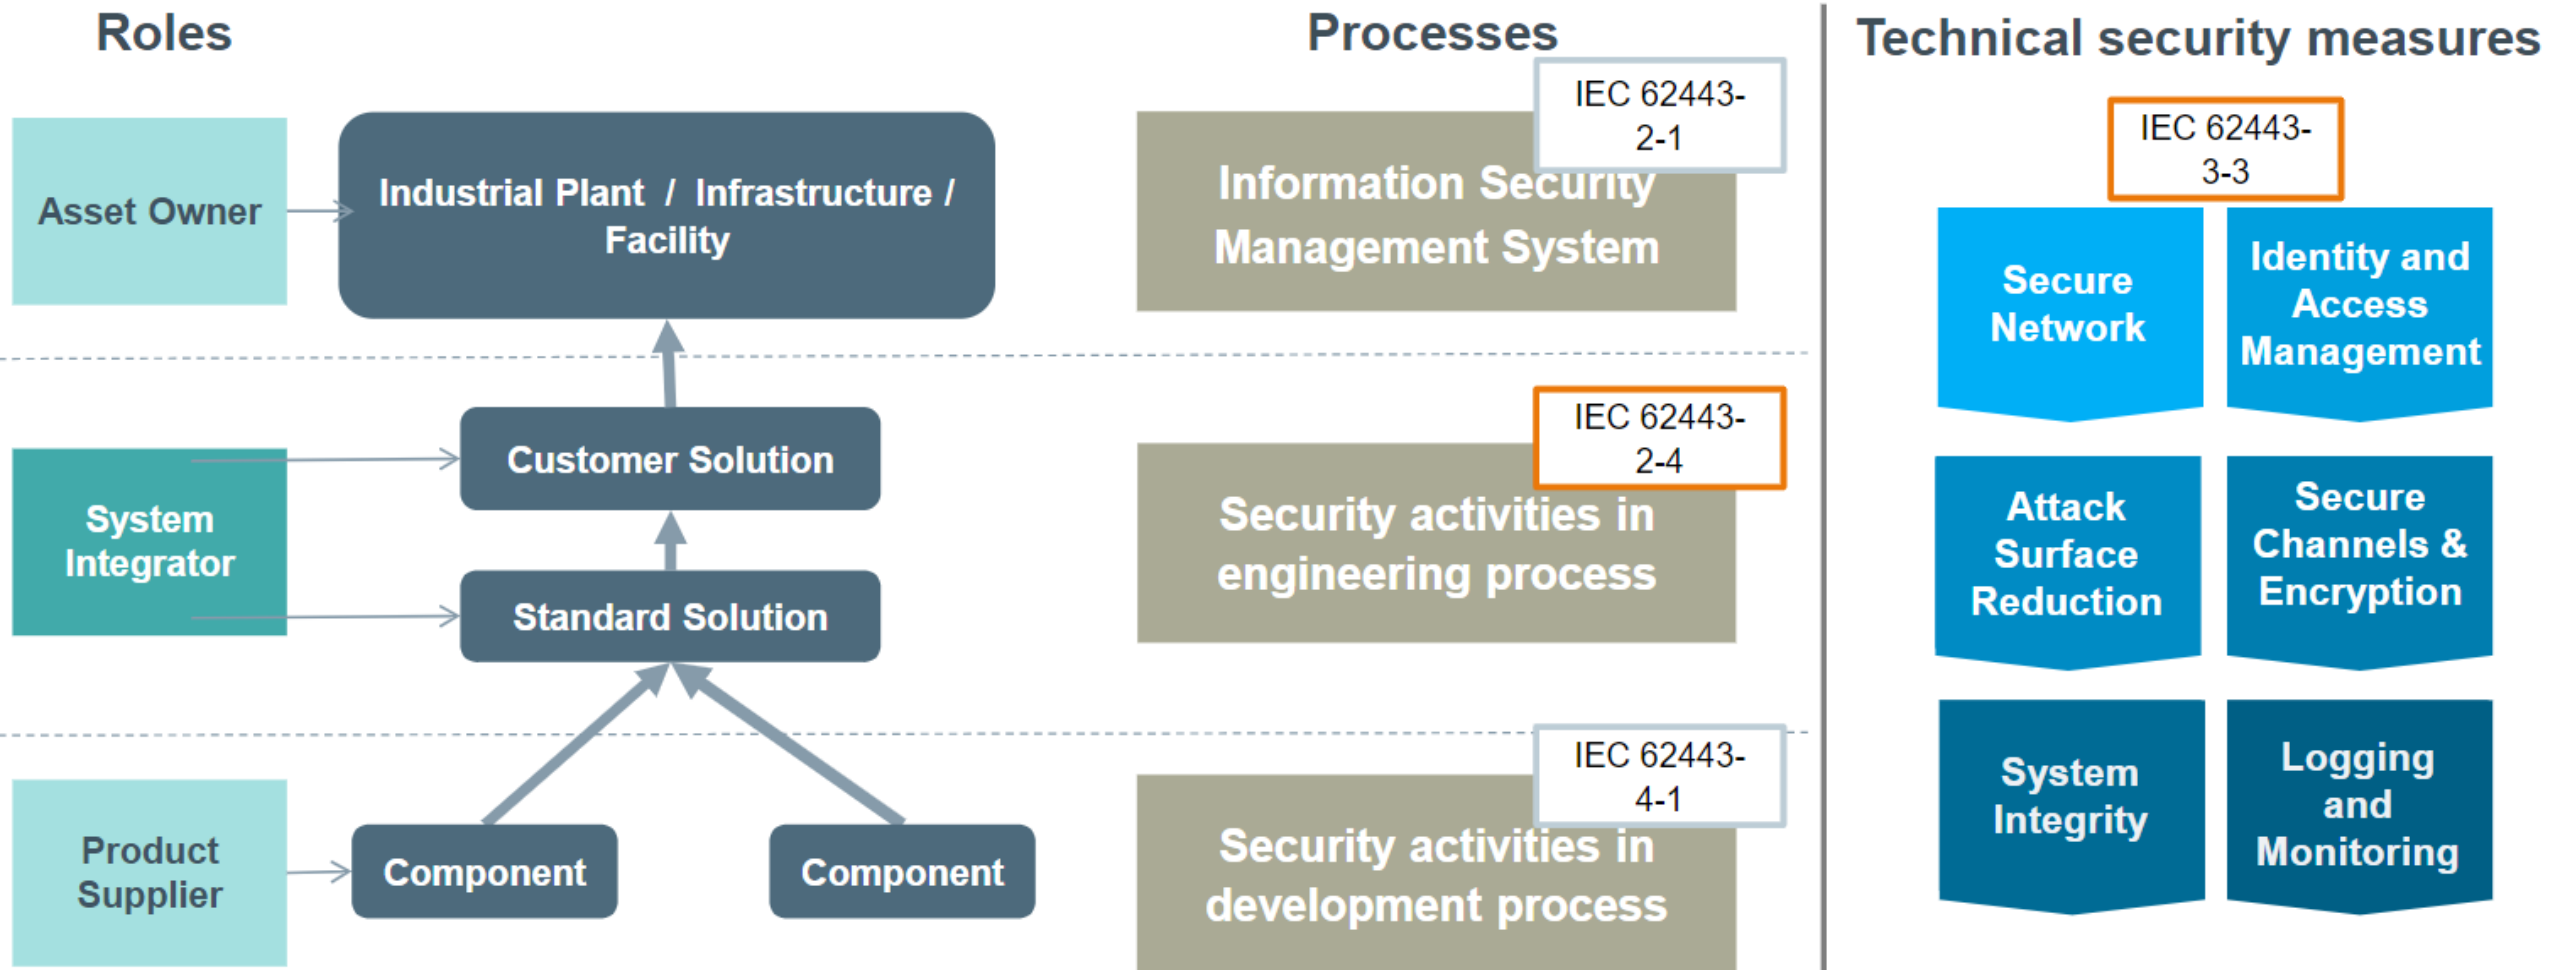 Roles
Processes
Technical security measures
Asset Owner
Industrial Plant / Infrastructure /
Facility
IEC 62443-
2-1
Information Security
Management System
System
Integrator
Customer Solution
Standard Solution
IEC 62443-
2-4
Security activities in
engineering process
Product
Supplier
Component
Component
IEC 62443-
4-1
Security activities in
development process
IEC 62443-
3-3
Secure
Network
Identity and
Access
Management
Attack
Surface
Reduction
Secure
Channels &
Encryption
System
Integrity
Logging
and
Monitoring